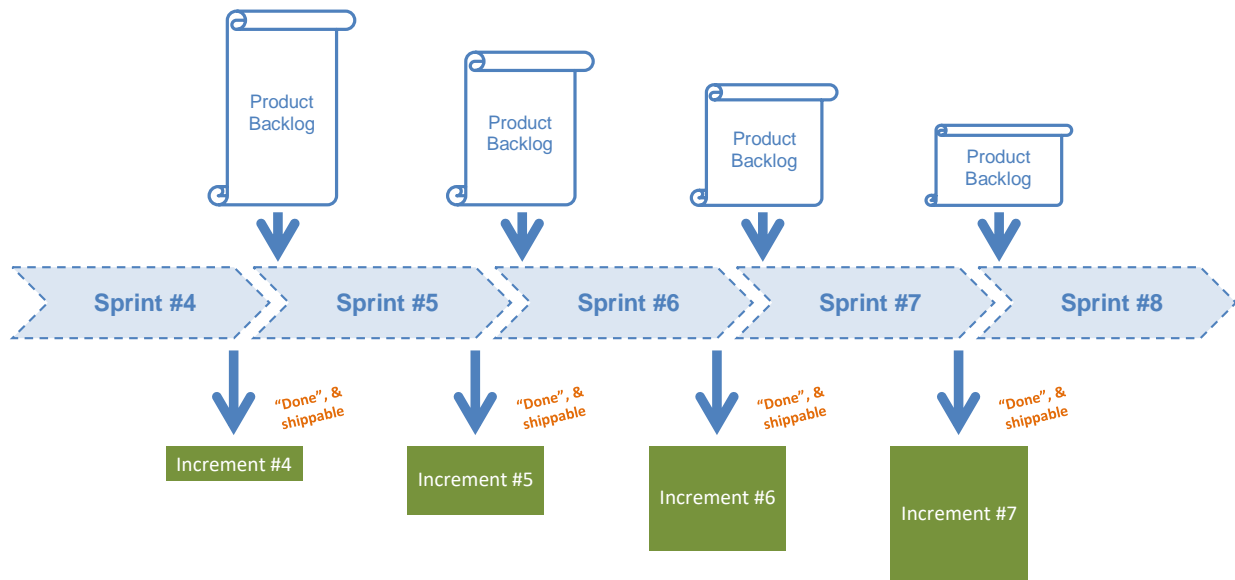 Product
Backlog
Product
Backlog
Product
Backlog
Product
Backlog
Sprint #4
Sprint #5
Sprint #6
Sprint #7
Sprint #8
“Done”, &
shippable
“Done”, &
shippable
“Done”, &
shippable
“Done”, &
shippable
Increment #4
Increment #5
Increment #6
Increment #7